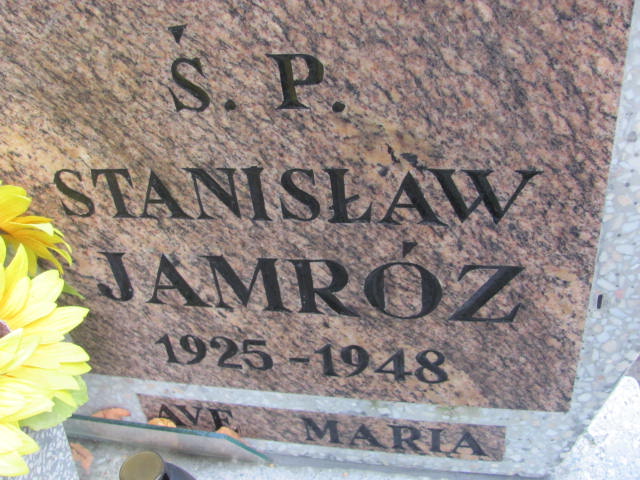 Ś. P.
STANISŁAW
JAMRÓZ
1925-1948
AVE MARIA